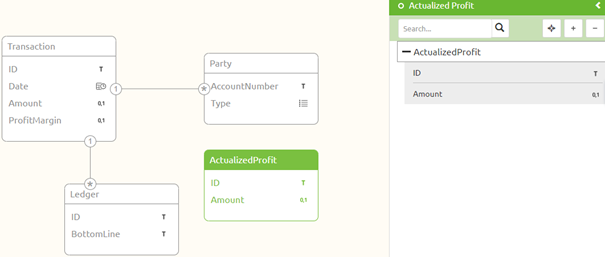 Actualized Profit
Search...
ActualizedProfit
ID T
Amount 0,1
Transaction
ID T
Date
Amount 0,1
ProfitMargin 0,1
1
*
Party
AccountNumber T
Type
1
*
Ledger
ID T
BottomLine T
ActualizedProfit
ID T
Amount 0,1